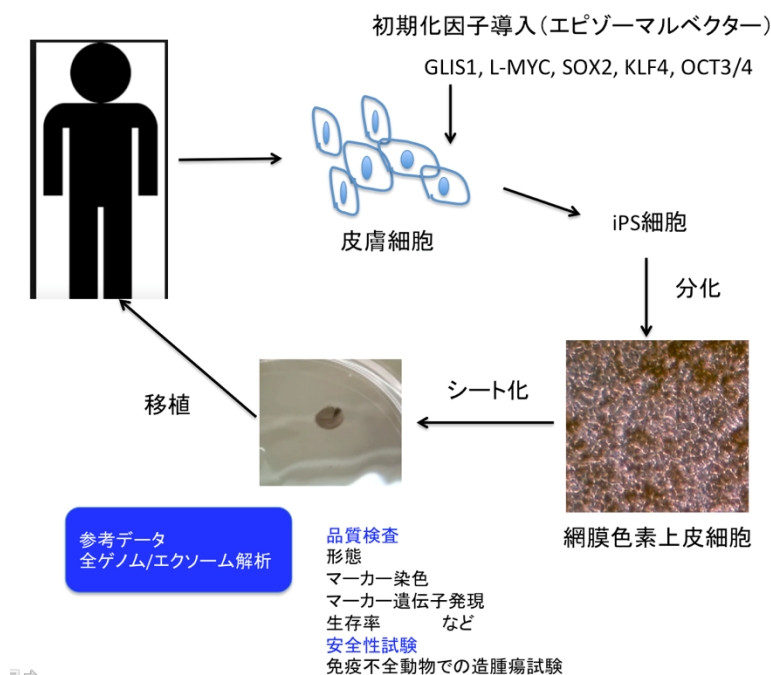 初期化因子導入（エピゾーマルベクター）
GLIS1, L-MYC, SOX2, KLF4, OCT3/4
皮膚細胞
iPS細胞
分化
網膜色素上皮細胞
シート化
移植
参考データ
全ゲノム/エクソーム解析
品質検査
形態
マーカー染色
マーカー遺伝子発現
生存率　　　など
安全性試験
免疫不全動物での造腫瘍試験